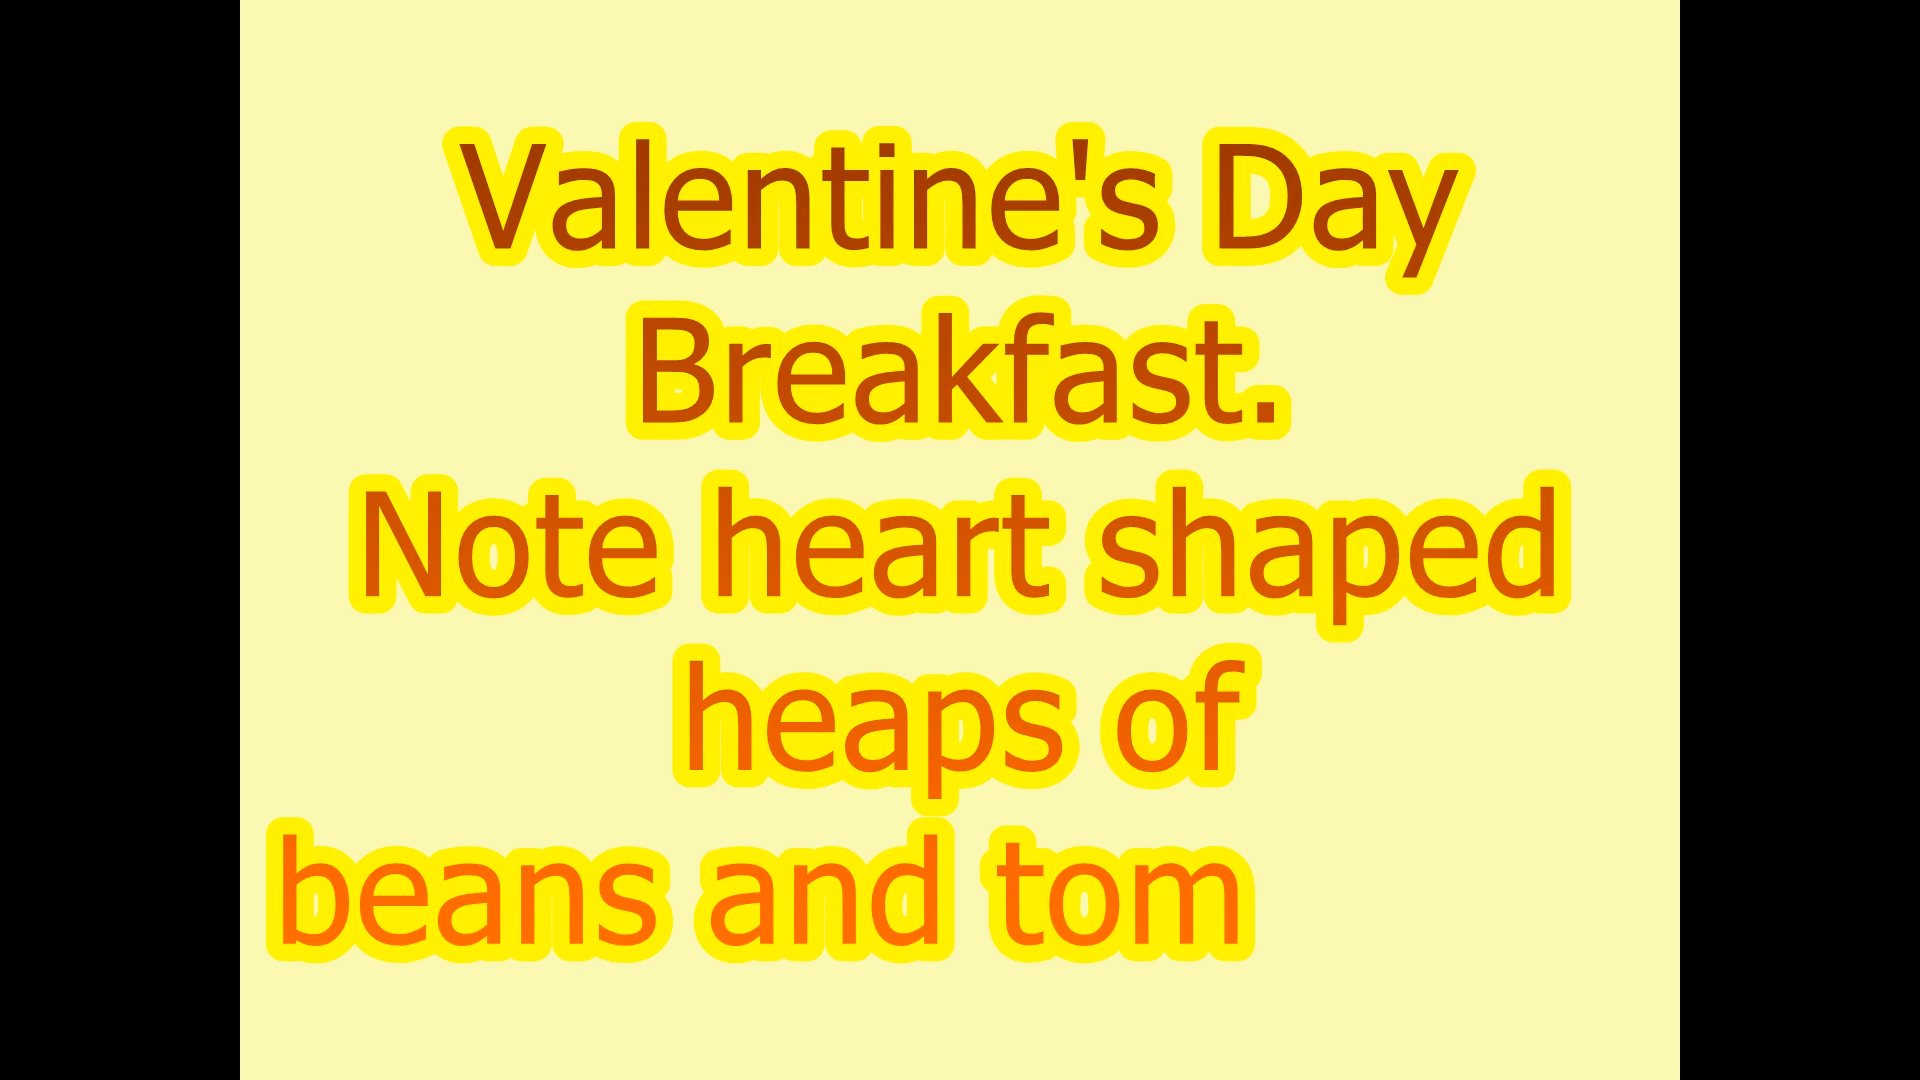 Valentine's Day
Breakfast.
Note heart shaped
heaps of
beans and tom